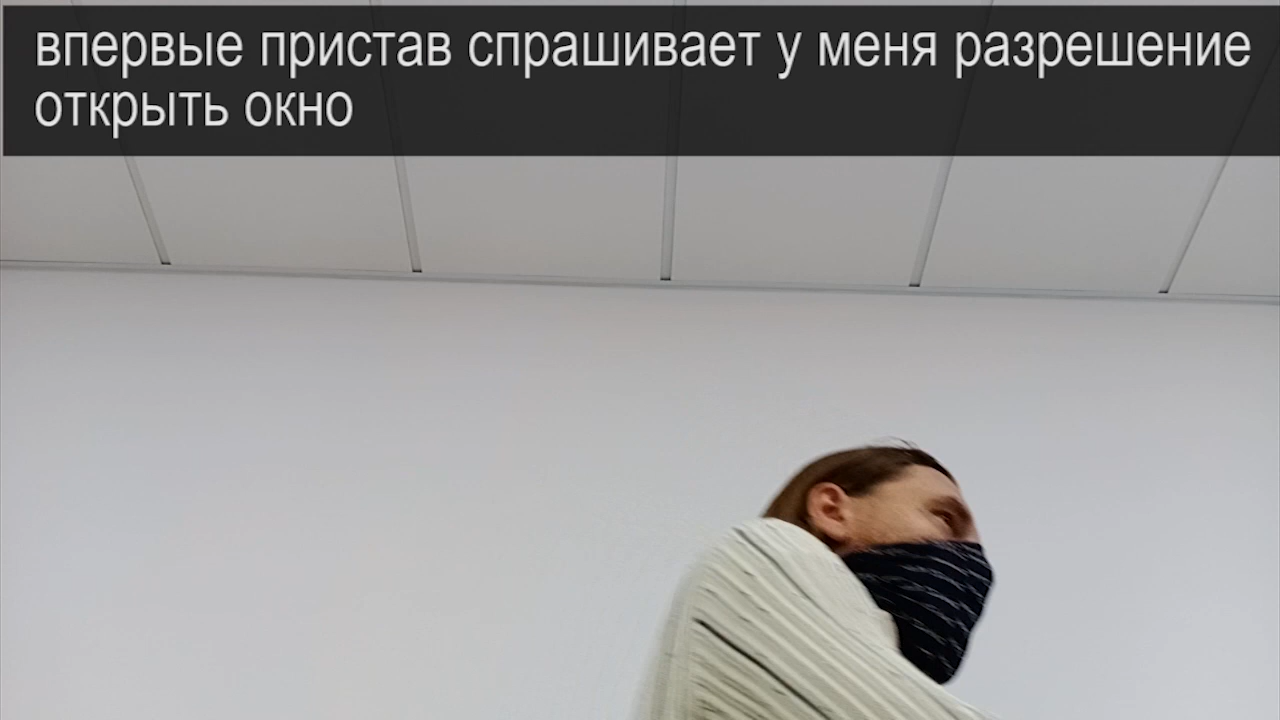 впервые пристав спрашивает у меня разрешение
открыть окно